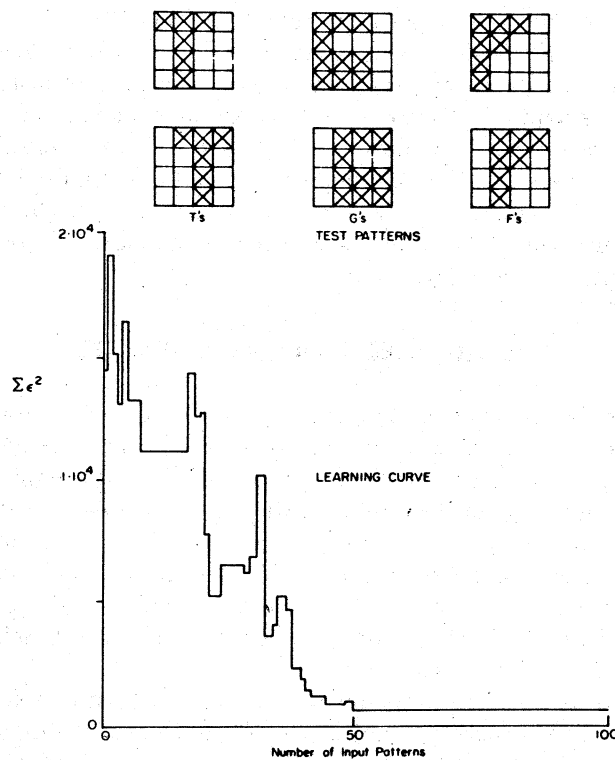 T's G's F's
TEST PATTERNS
2·10⁴
Σε²
1·10⁴
LEARNING CURVE
0
0 50 100
Number of Input Patterns